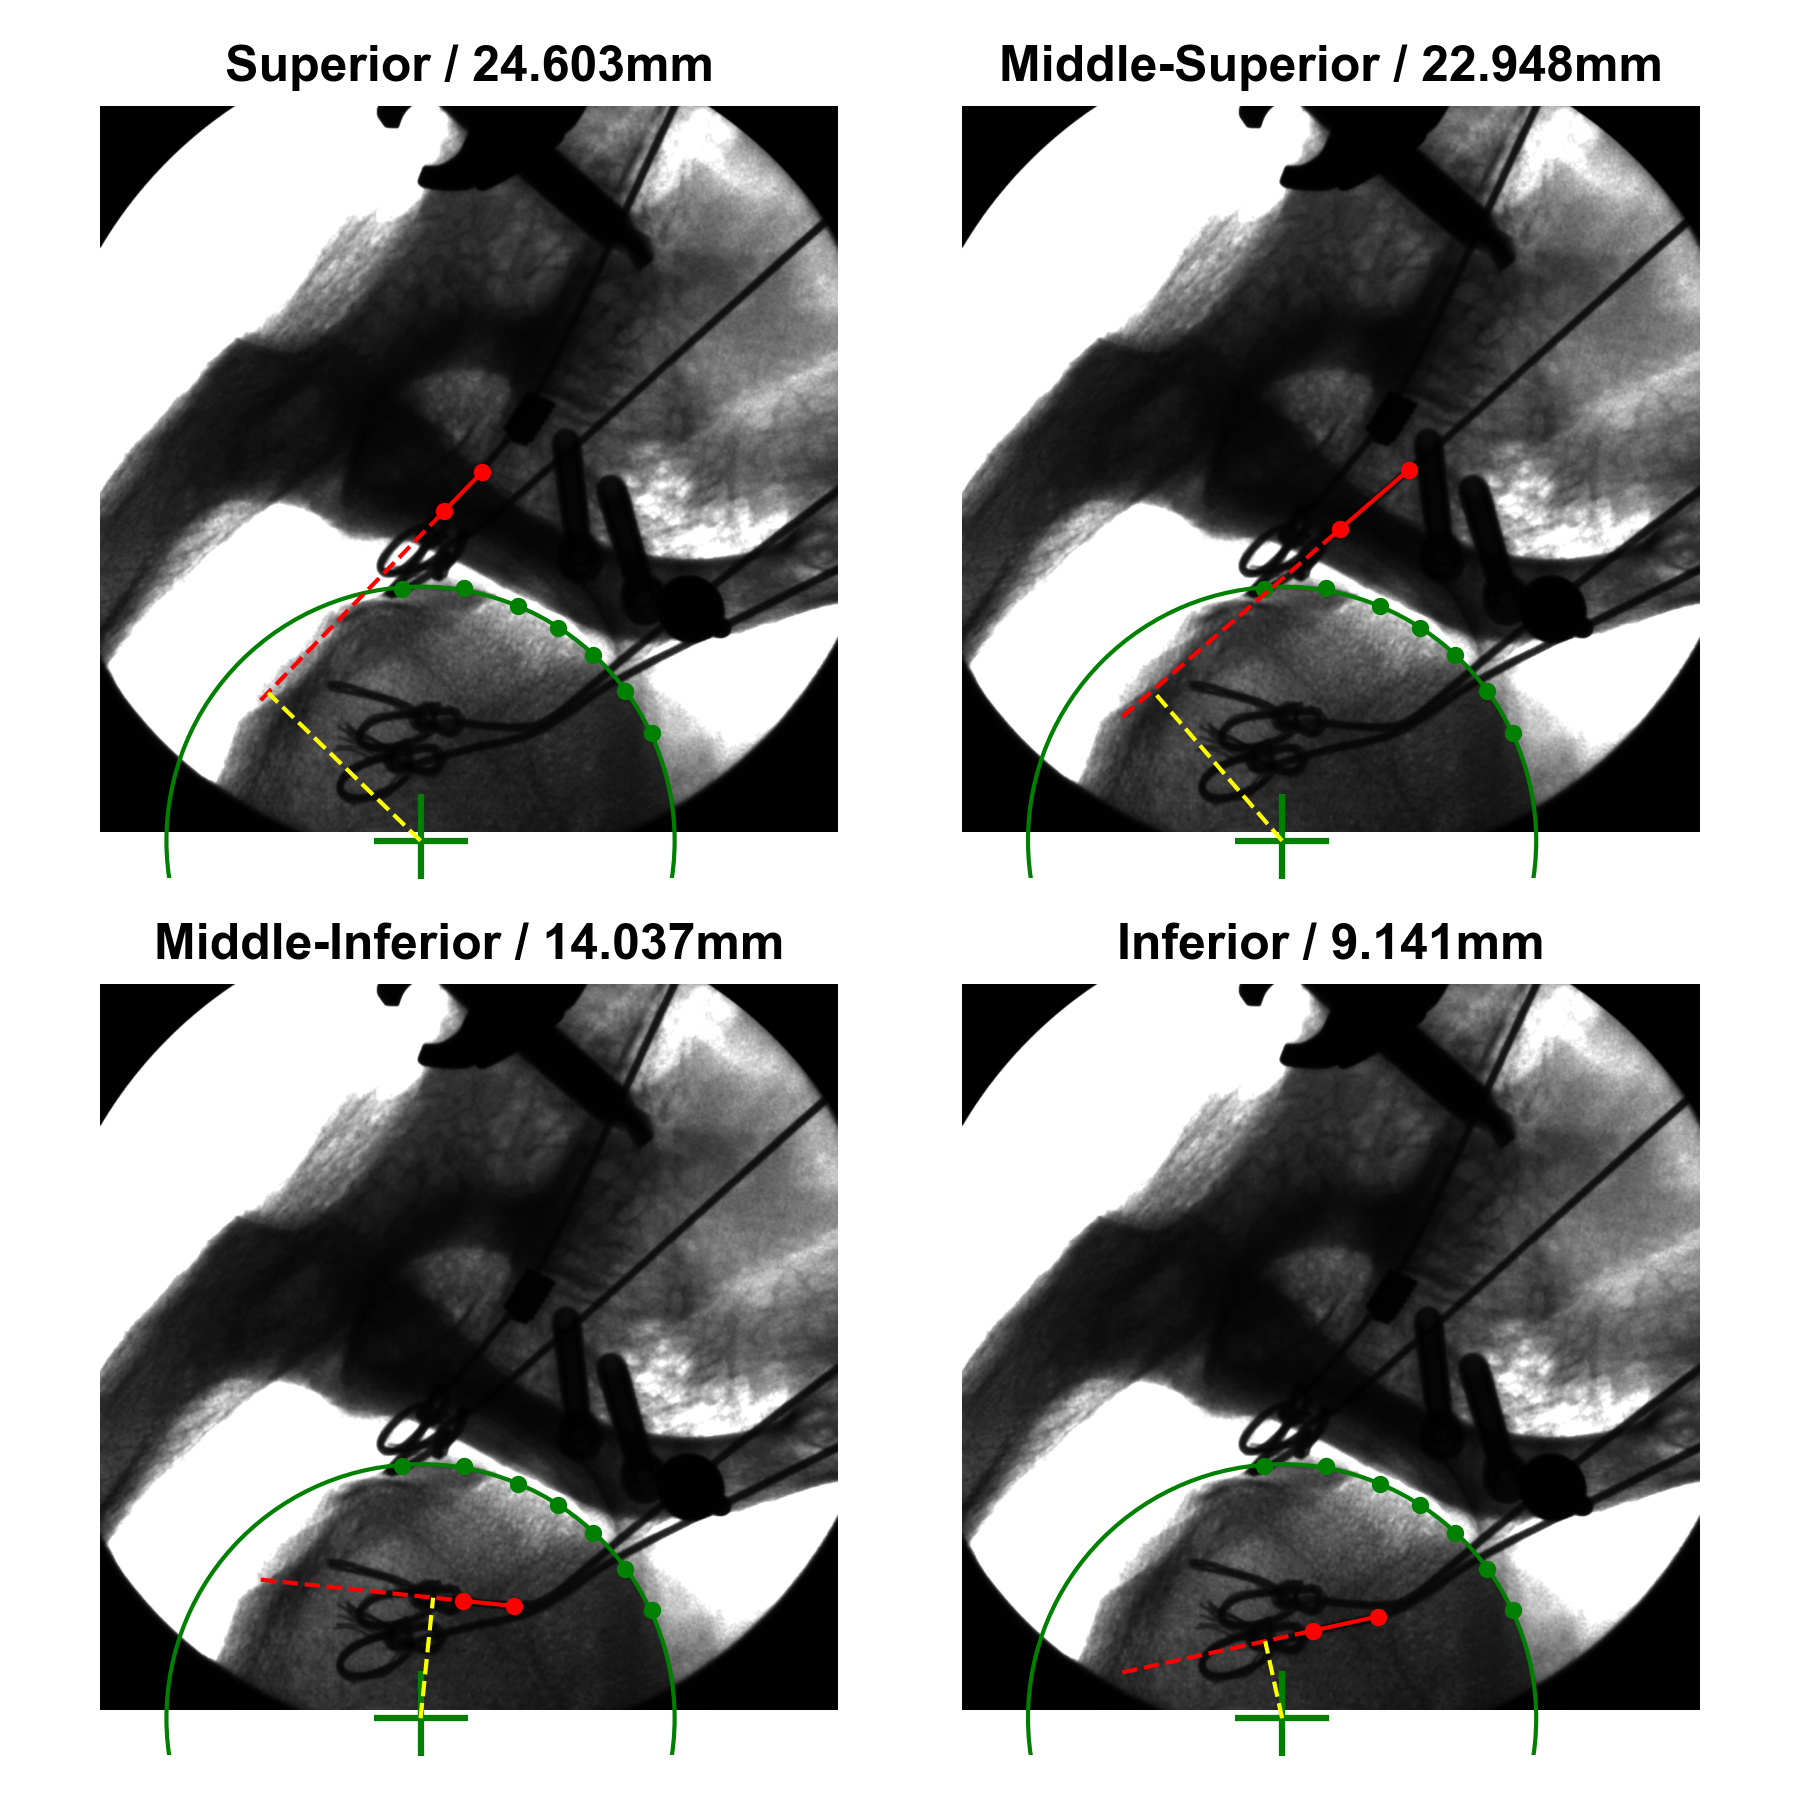 Superior / 24.603mm
Middle-Superior / 22.948mm
Middle-Inferior / 14.037mm
Inferior / 9.141mm